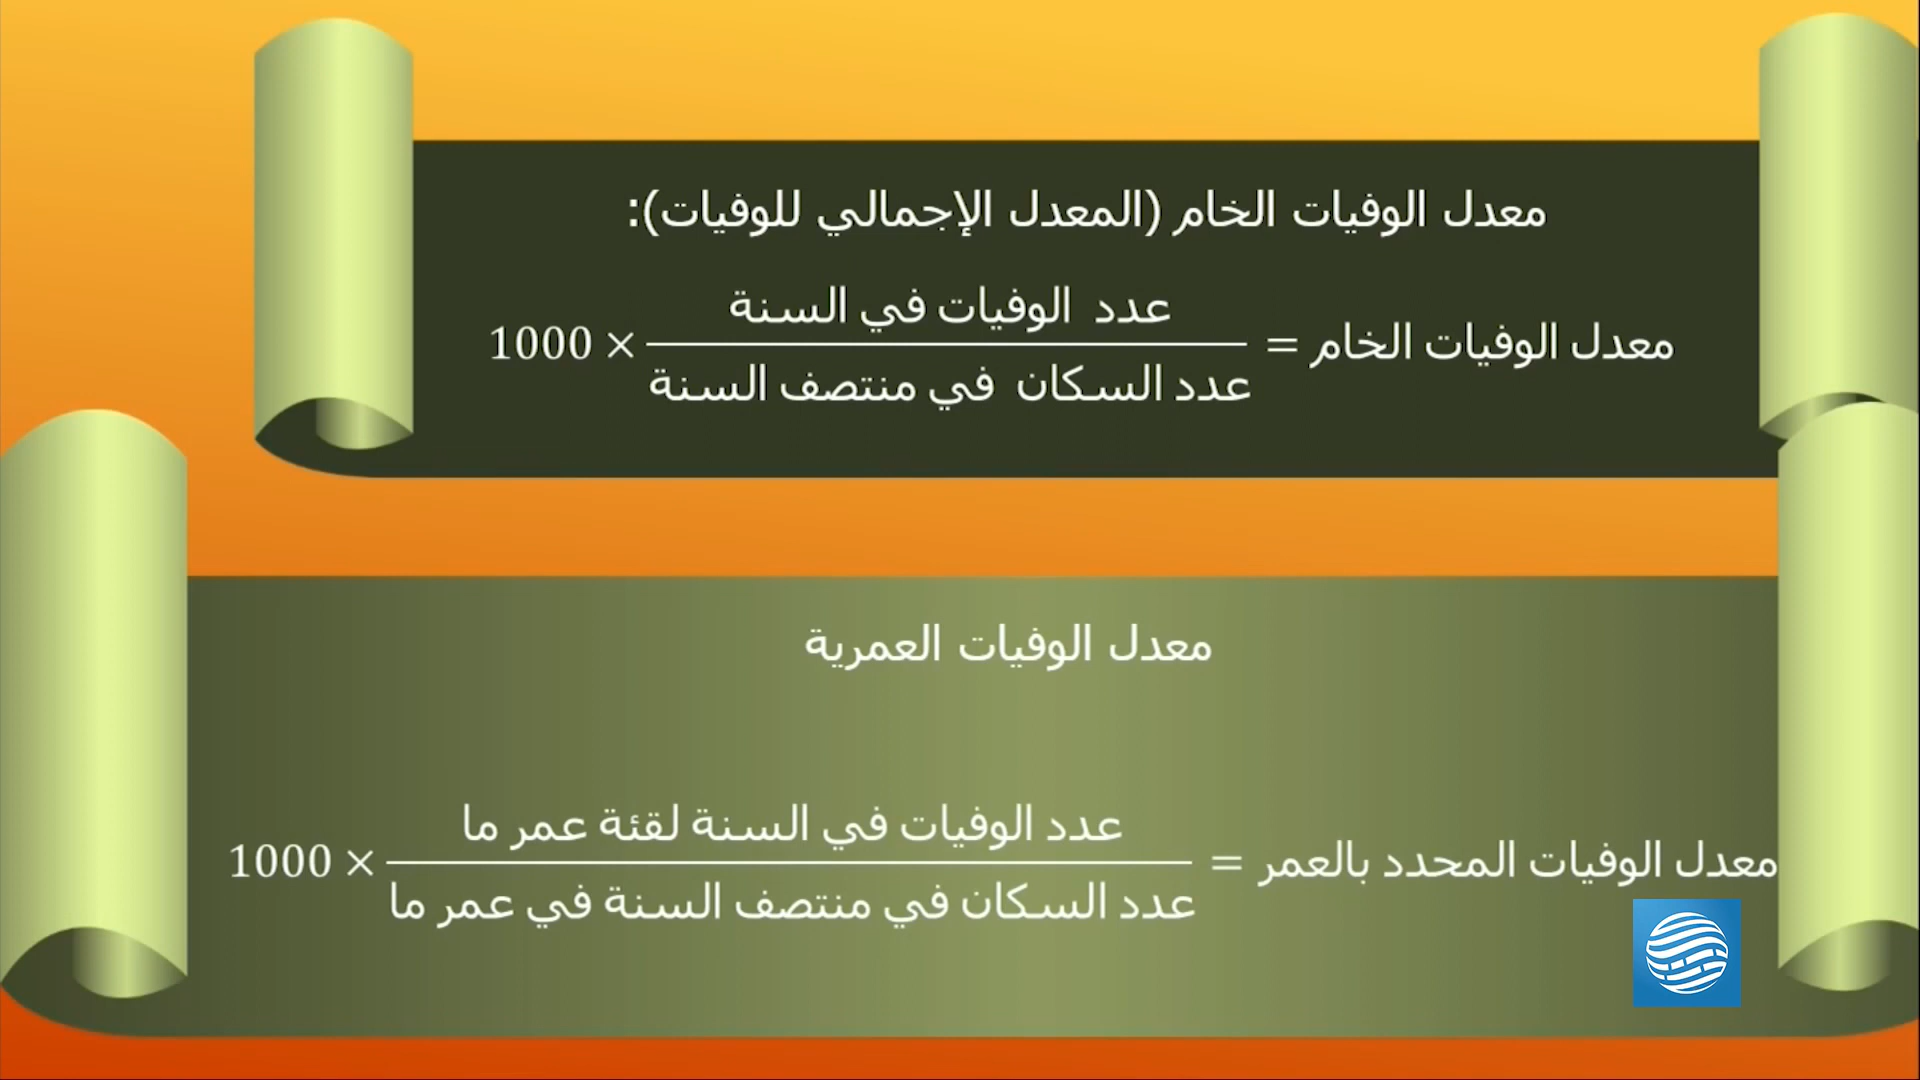 معدل الوفيات الخام (المعدل الإجمالي للوفيات):
معدل الوفيات الخام = عدد الوفيات في السنة / عدد السكان في منتصف السنة × 1000
معدل الوفيات العمرية
معدل الوفيات المحدد بالعمر = عدد الوفيات في السنة لقئة عمر ما / عدد السكان في منتصف السنة في عمر ما × 1000